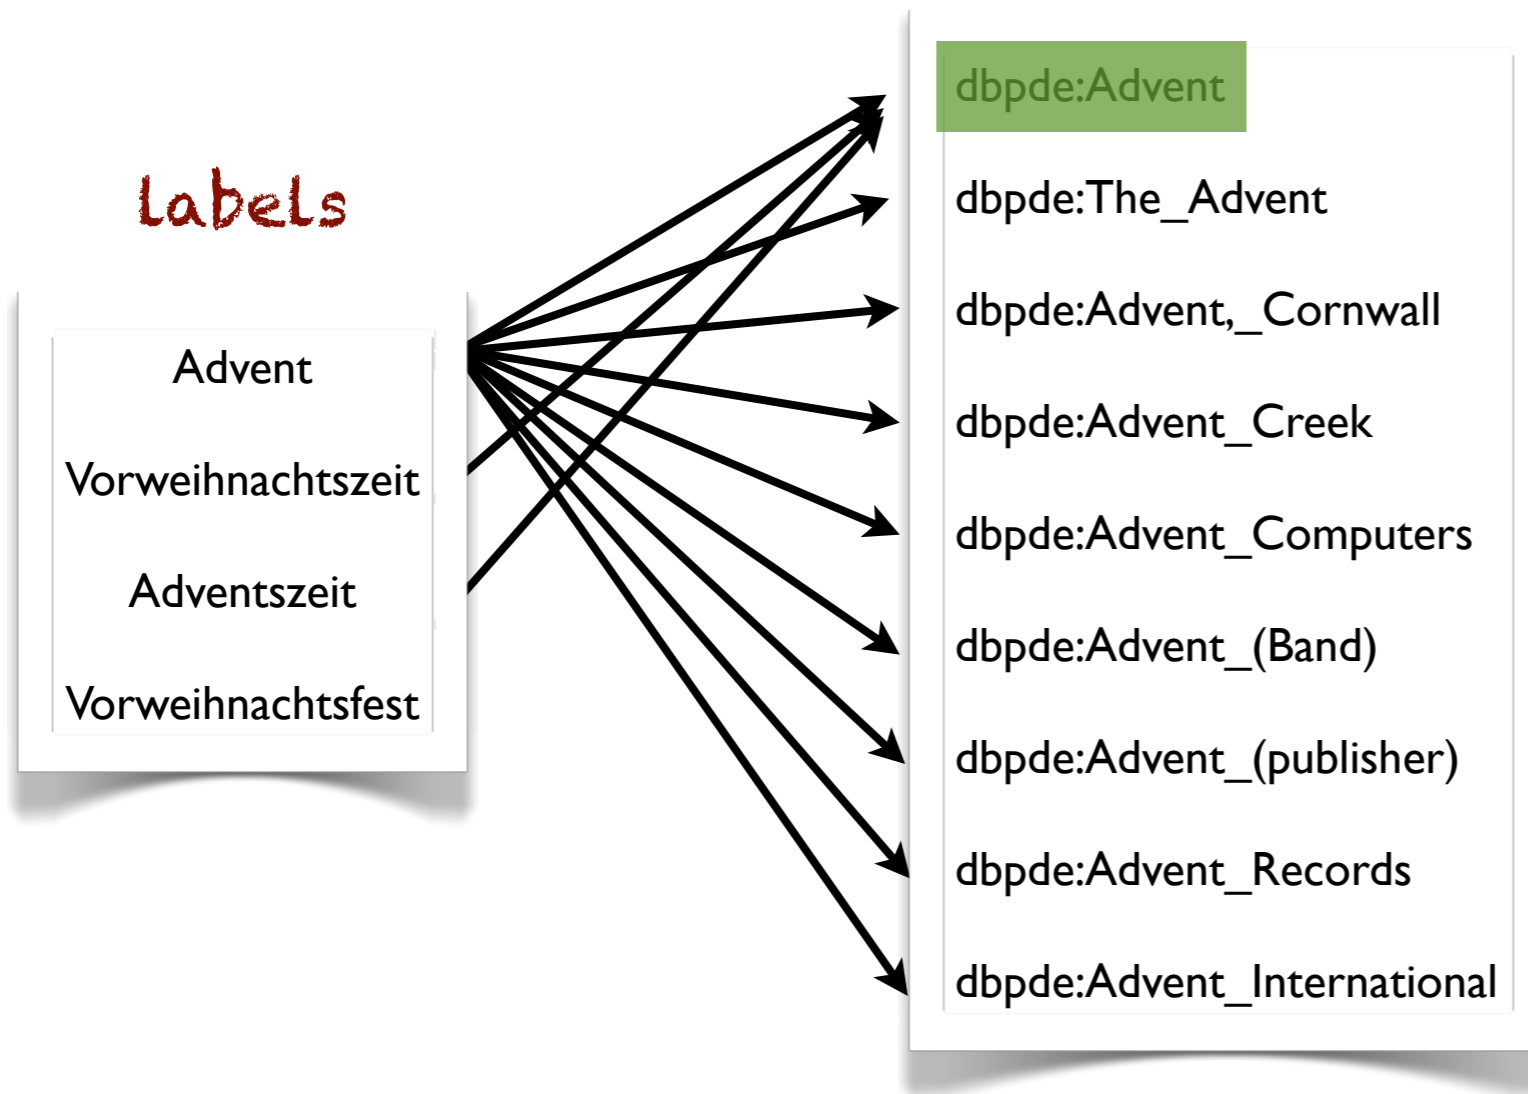 labels
Advent
Vorweihnachtszeit
Adventszeit
Vorweihnachtsfest
dbpde:Advent
dbpde:The_Advent
dbpde:Advent,_Cornwall
dbpde:Advent_Creek
dbpde:Advent_Computers
dbpde:Advent_(Band)
dbpde:Advent_(publisher)
dbpde:Advent_Records
dbpde:Advent_International